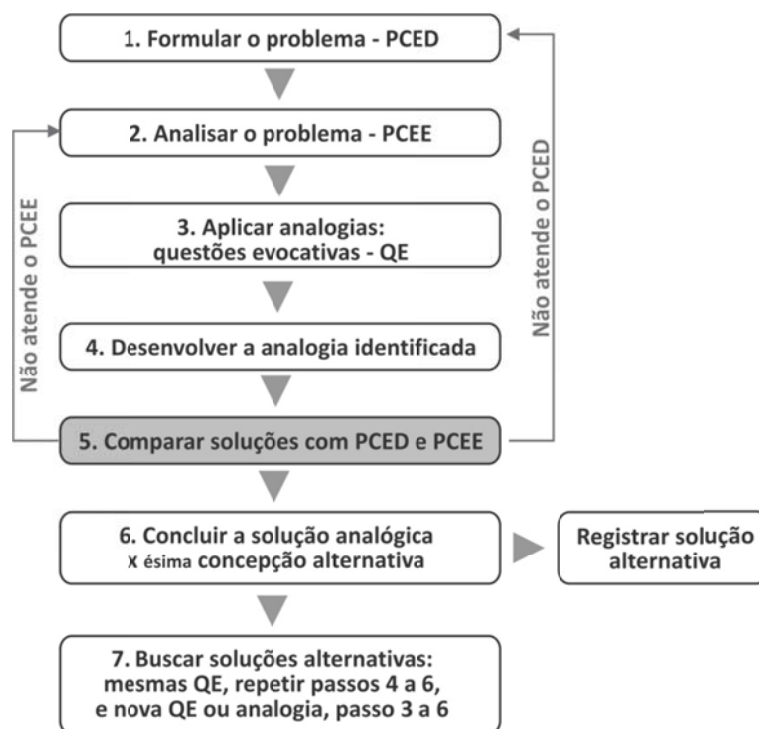 1. Formular o problema - PCED
2. Analisar o problema - PCEE
3. Aplicar analogias:
questões evocativas - QE
4. Desenvolver a analogia identificada
5. Comparar soluções com PCED e PCEE
6. Concluir a solução analógica
x ésima concepção alternativa
Registrar solução
alternativa
7. Buscar soluções alternativas:
mesmas QE, repetir passos 4 a 6,
e nova QE ou analogia, passo 3 a 6
Não atende o PCEE
Não atende o PCED